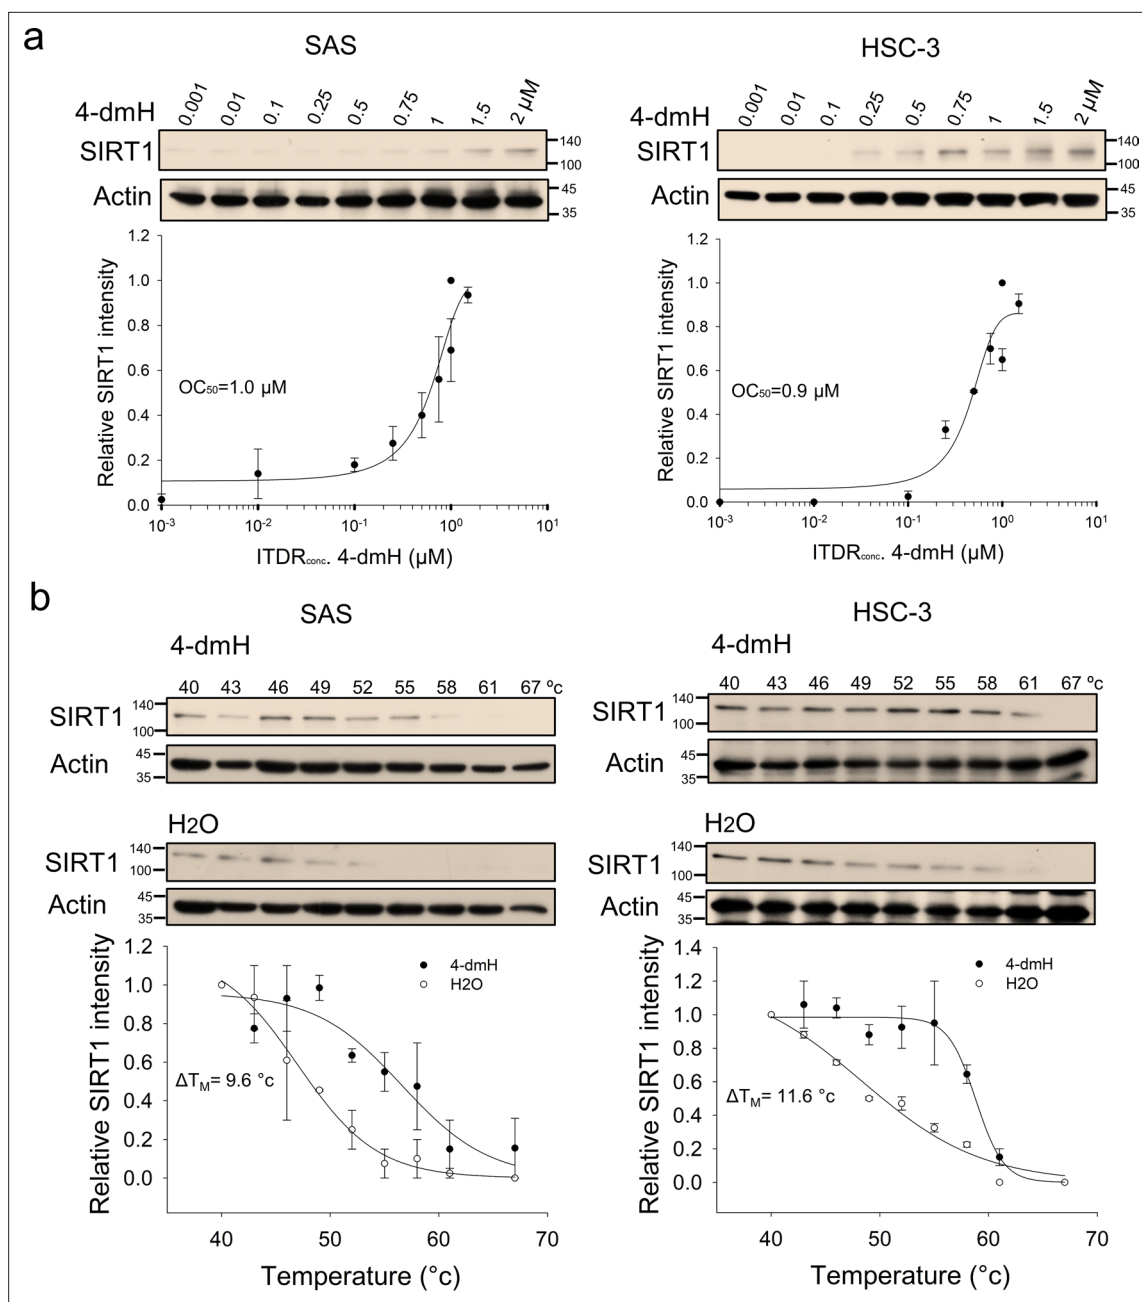 a
SAS
4-dmH 0.001 0.01 0.1 0.25 0.5 0.75 1 1.5 2 µM
SIRT1 140
100
Actin 45
35
1.2
1.0
0.8
0.6
0.4
0.2
0.0
Relative SIRT1 intensity
OC50=1.0 µM
10-3 10-2 10-1 100 101
ITDRconc. 4-dmH (µM)
HSC-3
4-dmH 0.001 0.01 0.1 0.25 0.5 0.75 1 1.5 2 µM
SIRT1 140
100
Actin 45
35
1.2
1.0
0.8
0.6
0.4
0.2
0.0
Relative SIRT1 intensity
OC50=0.9 µM
10-3 10-2 10-1 100 101
ITDRconc. 4-dmH (µM)
b
SAS
4-dmH
40 43 46 49 52 55 58 61 67 ºc
SIRT1 140
100
Actin 45
35
H2O
SIRT1 140
100
Actin 45
35
1.2
1.0
0.8
0.6
0.4
0.2
0.0
Relative SIRT1 intensity
4-dmH
H2O
ΔTM= 9.6 °c
40 50 60 70
Temperature (°c)
HSC-3
4-dmH
40 43 46 49 52 55 58 61 67 ºc
SIRT1 140
100
Actin 45
35
H2O
SIRT1 140
100
Actin 45
35
1.4
1.2
1.0
0.8
0.6
0.4
0.2
0.0
Relative SIRT1 intensity
4-dmH
H2O
ΔTM= 11.6 °c
40 50 60 70
Temperature (°c)